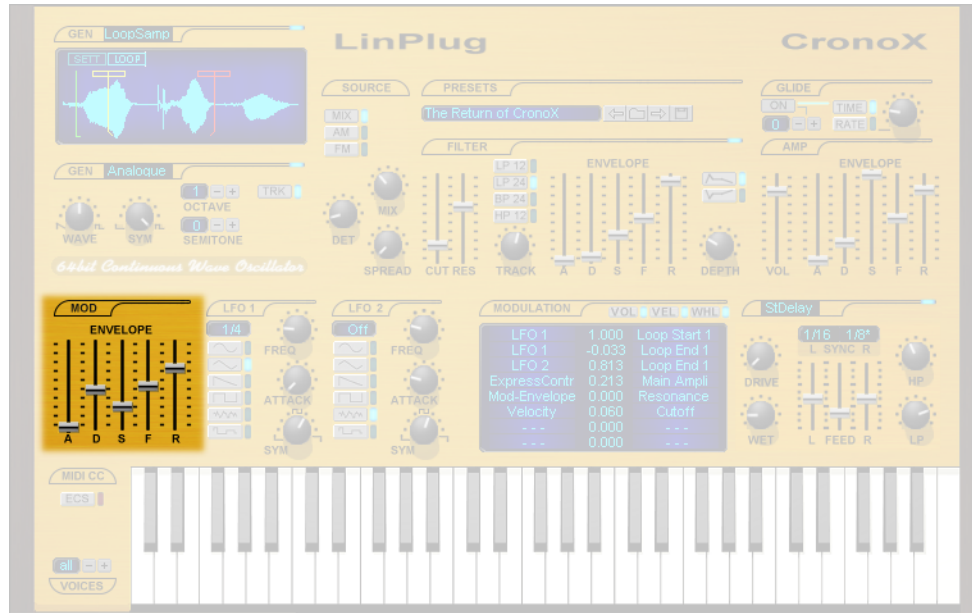 GEN LoopSamp
SETT LOOP
LinPlug
CronoX
SOURCE
MIX
AM
FM
PRESETS
The Return of CronoX
GLIDE
ON
0 - +
TIME
RATE
GEN Analogue
1 - +
OCTAVE
TRK
0 - +
SEMITONE
WAVE SYM
64bit Continuous Wave Oscillator
MIX
DET
SPREAD
FILTER
LP 12
LP 24
BP 24
HP 12
ENVELOPE
CUT RES TRACK A D S F R DEPTH
AMP
ENVELOPE
VOL A D S F R
MOD
ENVELOPE
A D S F R
LFO 1
1/4
FREQ
ATTACK
SYM
LFO 2
Off
FREQ
ATTACK
SYM
MODULATION VOL VEL WHL
LFO 1 1.000 Loop Start 1
LFO 1 -0.033 Loop End 1
LFO 2 0.813 Loop End 1
ExpressContr 0.213 Main Ampli
Mod-Envelope 0.000 Resonance
Velocity 0.060 Cutoff
- - - 0.000 - - -
- - - 0.000 - - -
StDelay
1/16 1/8*
L SYNC R
DRIVE
HP
WET
L FEED R
LP
MIDI CC
ECS
all - +
VOICES